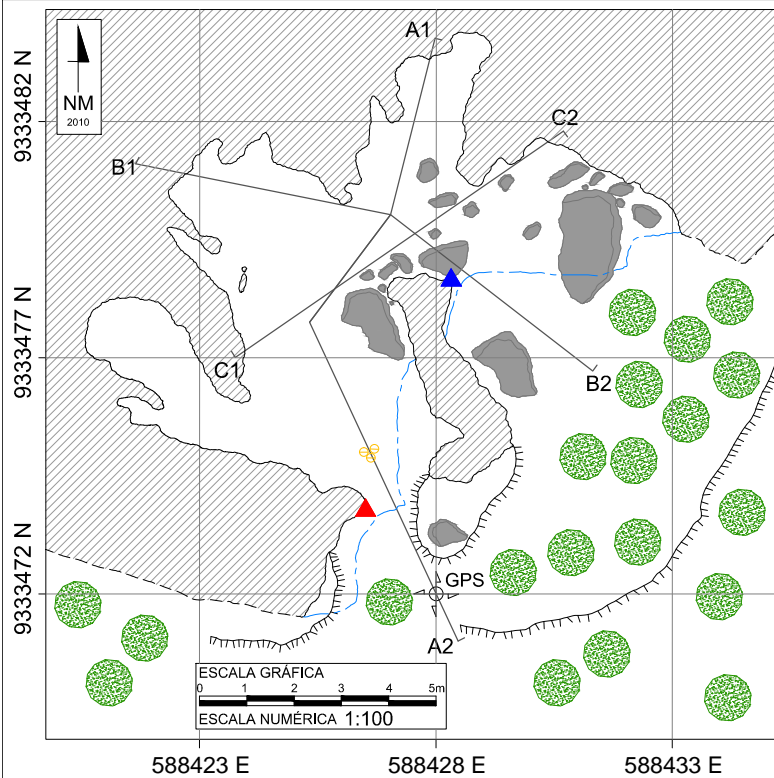 A1
9333482 N
NM
2010
C2
B1
9333477 N
C1
B2
9333472 N
GPS
A2
ESCALA GRÁFICA
0 1 2 3 4 5m
ESCALA NUMÉRICA 1:100
588423 E 588428 E 588433 E